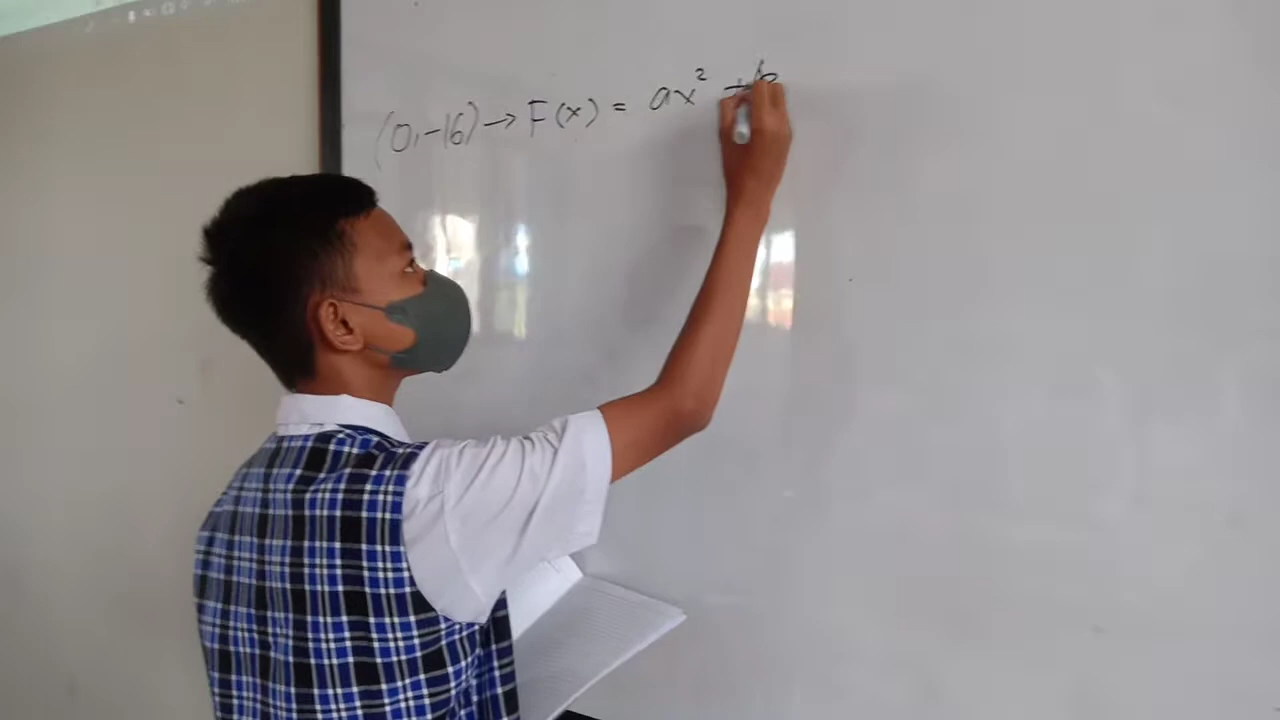 (0,-16) → F(x) = ax² + b